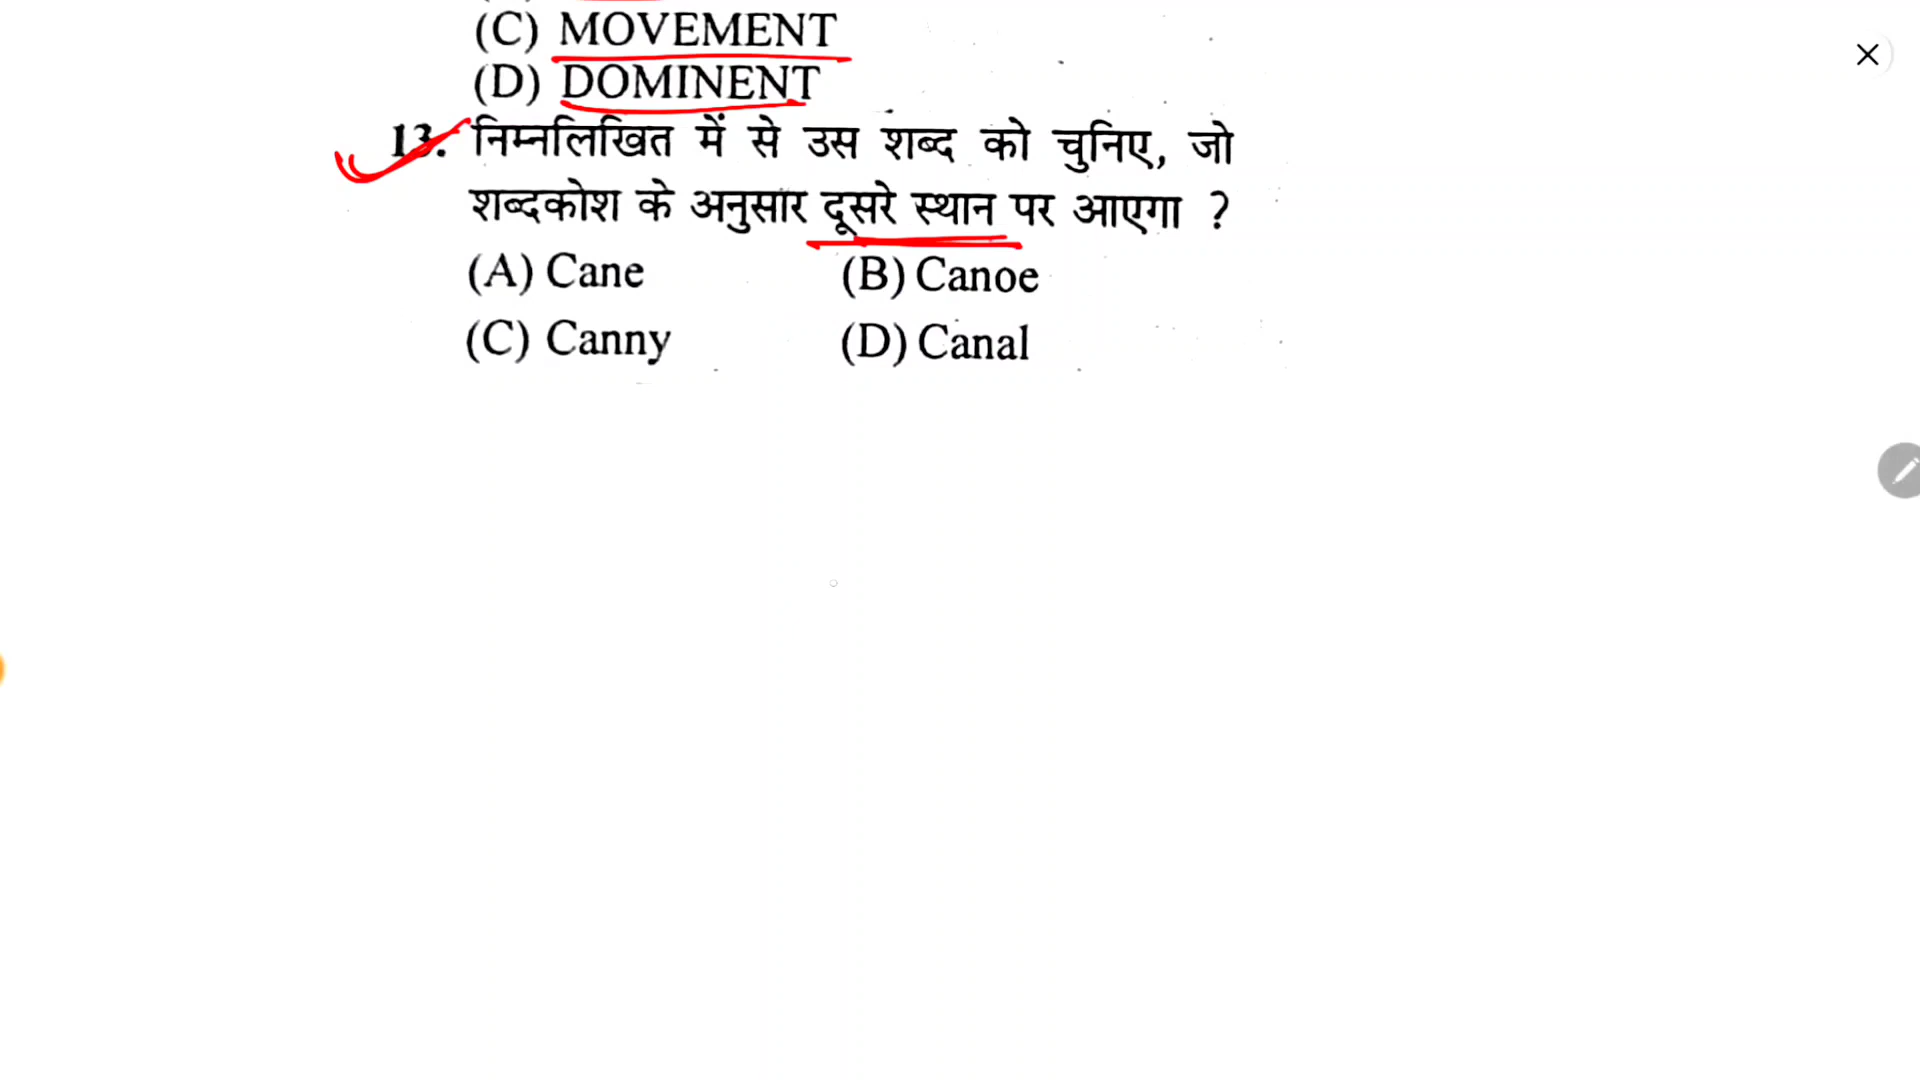 (C) MOVEMENT
(D) DOMINENT
13. निम्नलिखित में से उस शब्द को चुनिए, जो
शब्दकोश के अनुसार दूसरे स्थान पर आएगा ?
(A) Cane (B) Canoe
(C) Canny (D) Canal